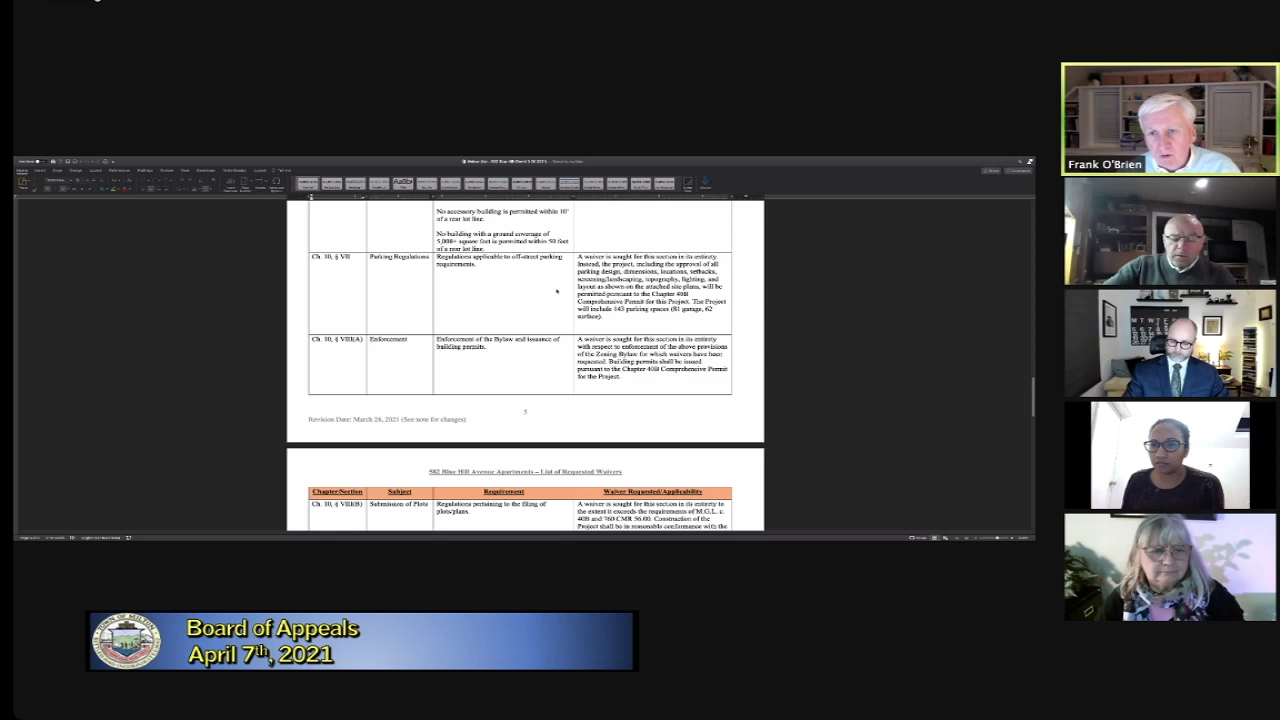 No accessory building is permitted within 10'
of a rear lot line.
No building with a ground coverage of
5,000+ square feet is permitted within 50 feet
of a rear lot line.
Ch. 10, § VII
Parking Regulations
Regulations applicable to off-street parking
requirements.
A waiver is sought for this section in its entirety.
Instead, the project, including the approval of all
parking design, dimensions, locations, setbacks,
screening/landscaping, topography, lighting, and
layout as shown on the attached site plans, will be
permitted pursuant to the Chapter 40B
Comprehensive Permit for this Project. The Project
will include 143 parking spaces (81 garage, 62
surface).
Ch. 10, § VIII(A)
Enforcement
Enforcement of the Bylaw and issuance of
building permits.
A waiver is sought for this section in its entirety
with respect to enforcement of the above provisions
of the Zoning Bylaw for which waivers have been
requested. Building permits shall be issued
pursuant to the Chapter 40B Comprehensive Permit
for the Project.
5
Revision Date: March 26, 2021 (See note for changes)
582 Blue Hill Avenue Apartments – List of Requested Waivers
Chapter/Section
Subject
Requirement
Waiver Requested/Applicability
Ch. 10, § VIII(B)
Submission of Plots
Regulations pertaining to the filing of
plots/plans.
A waiver is sought for this section in its entirety to
the extent it exceeds the requirements of M.G.L. c.
40B and 760 CMR 56.00. Construction of the
Project shall be in reasonable conformance with the
Frank O'Brien
Board of Appeals
April 7th, 2021